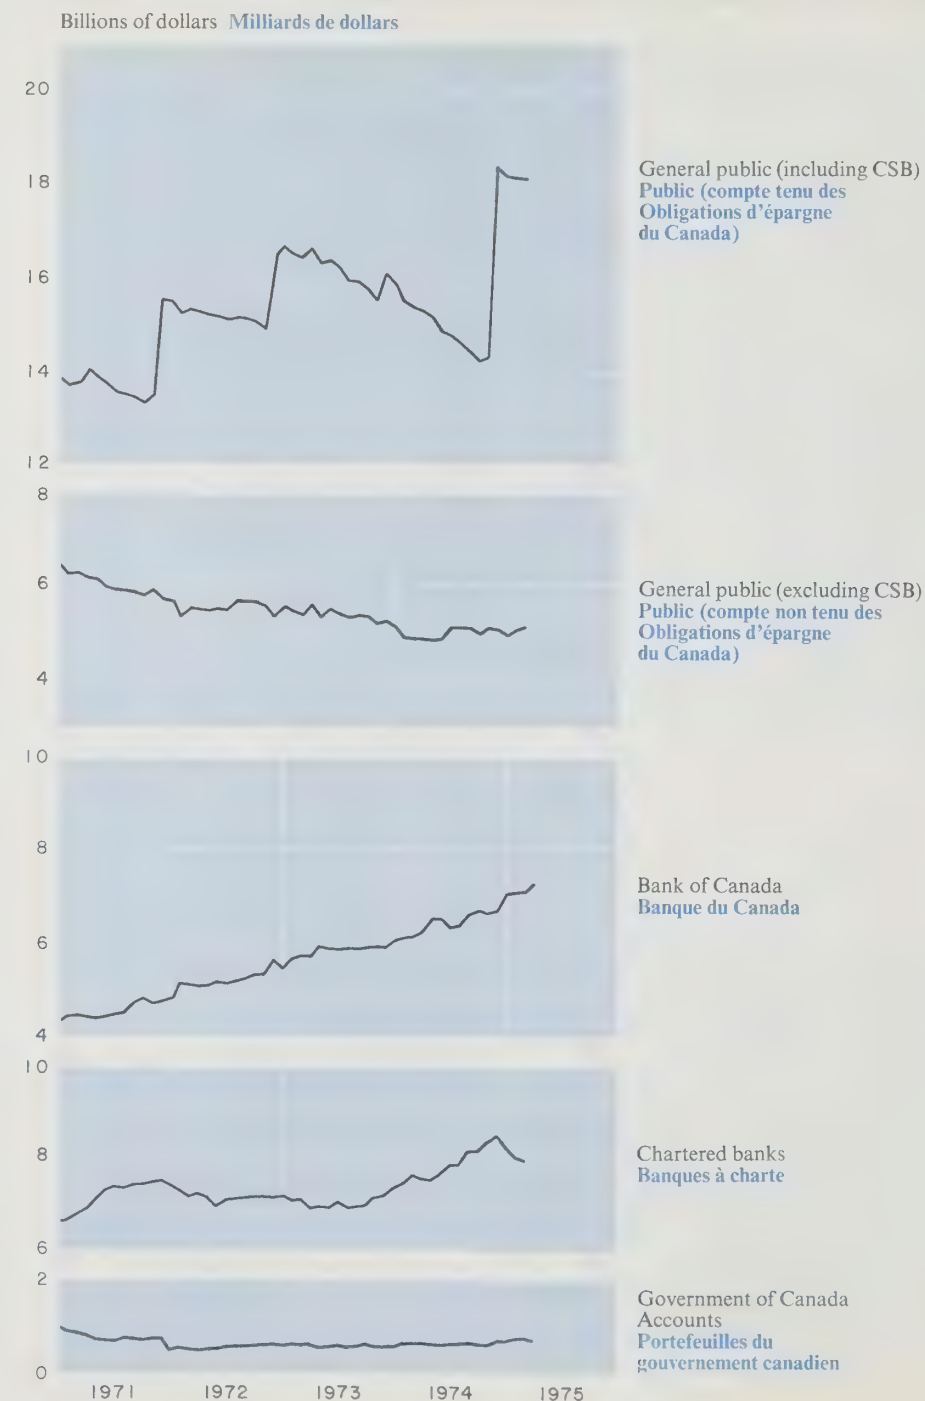 Billions of dollars Milliards de dollars
20
18
16
14
12
General public (including CSB)
Public (compte tenu des
Obligations d'épargne
du Canada)
8
6
4
General public (excluding CSB)
Public (compte non tenu des
Obligations d'épargne
du Canada)
10
8
6
4
Bank of Canada
Banque du Canada
10
8
6
Chartered banks
Banques à charte
2
0
Government of Canada
Accounts
Portefeuilles du
gouvernement canadien
1971 1972 1973 1974 1975